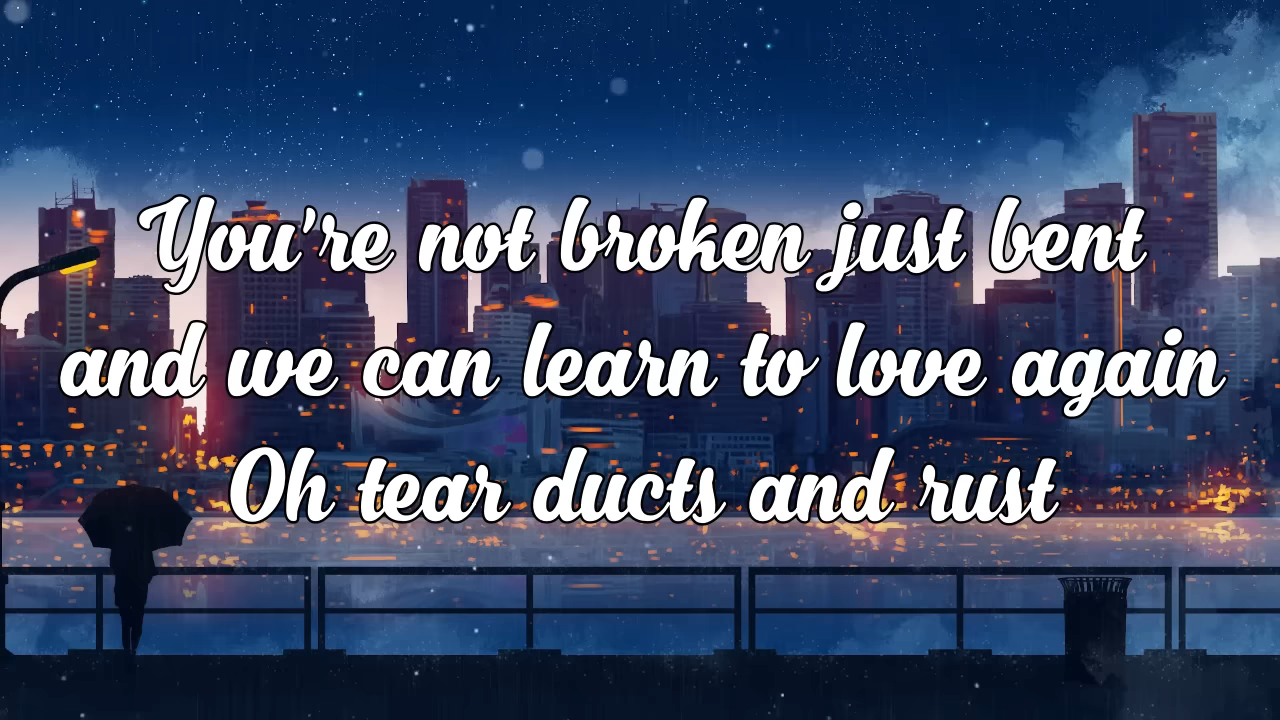 You're not broken just bent
and we can learn to love again
Oh tear ducts and rust